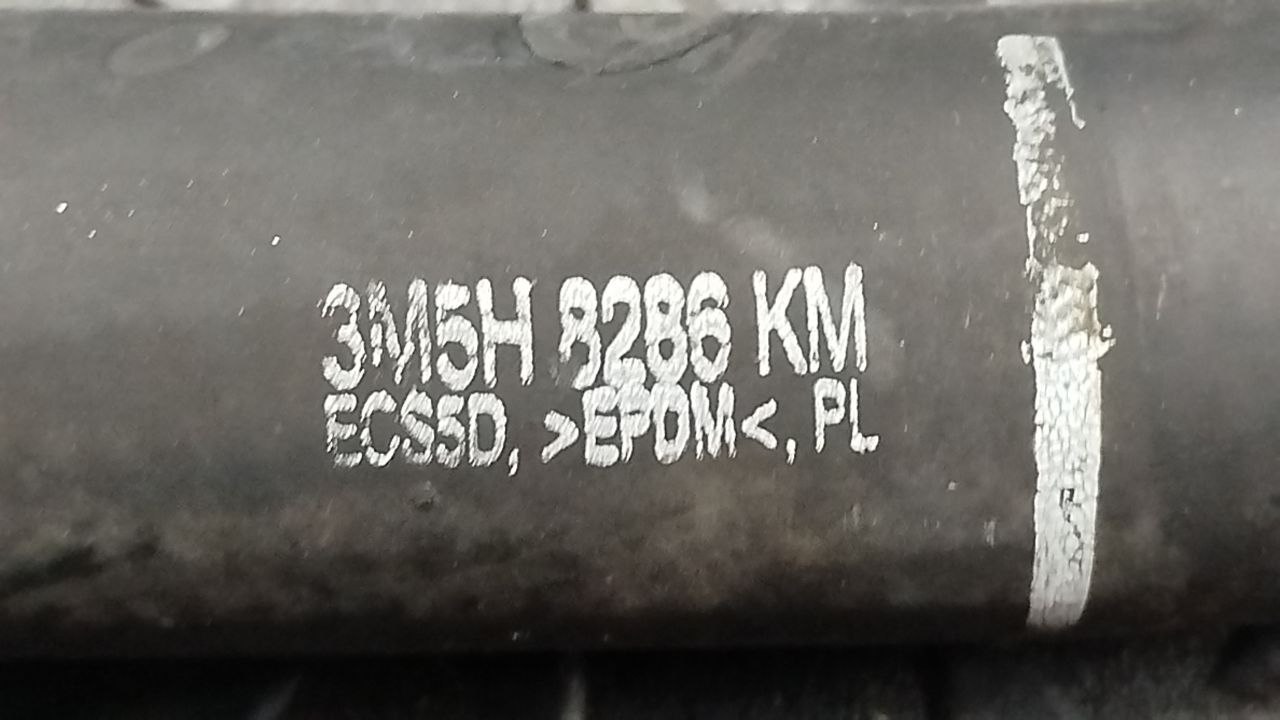 3M5H 8286 KM
ECS5D, >EPDM<, PL